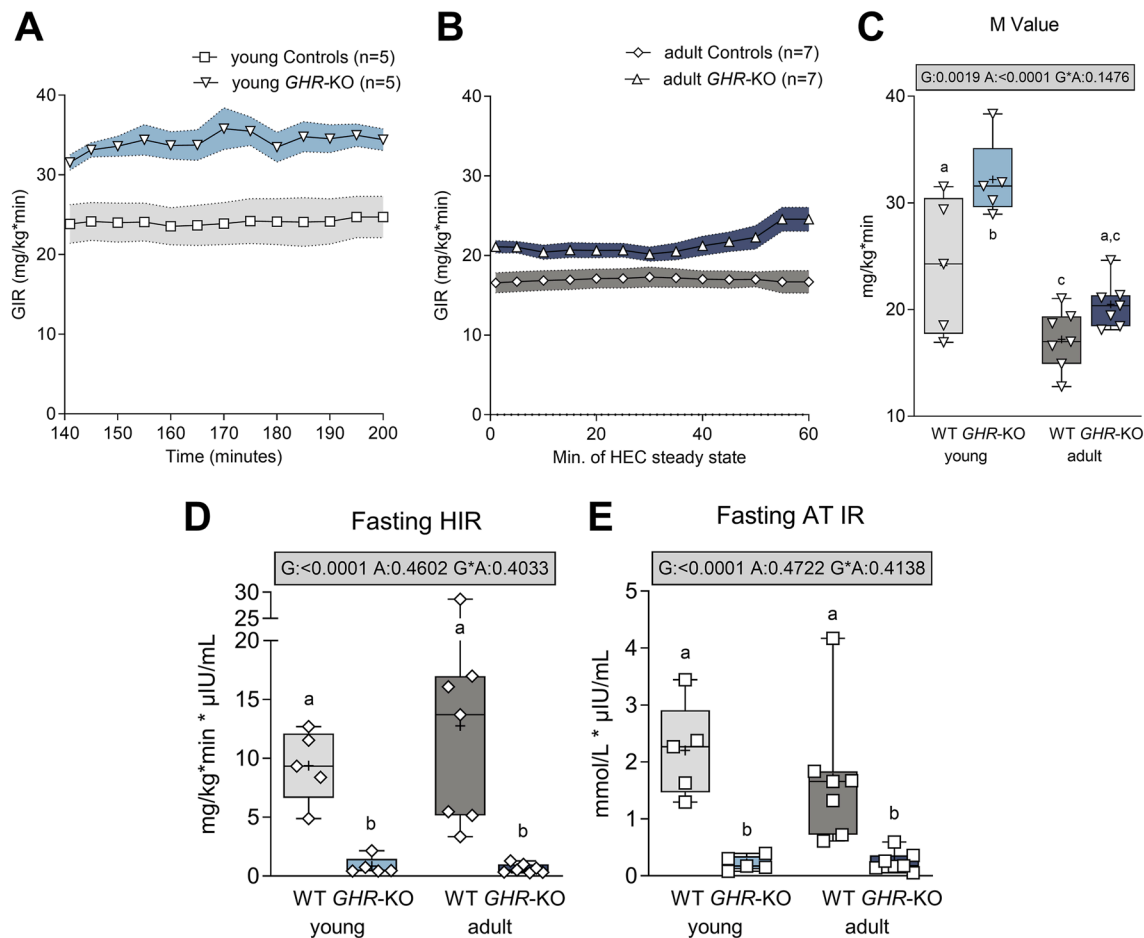 A
young Controls (n=5)
young GHR-KO (n=5)
GIR (mg/kg*min)
40
30
20
10
0
140 150 160 170 180 190 200
Time (minutes)
B
adult Controls (n=7)
adult GHR-KO (n=7)
GIR (mg/kg*min)
40
30
20
10
0
0 20 40 60
Min. of HEC steady state
C
M Value
G:0.0019 A:<0.0001 G*A:0.1476
mg/kg*min
40
30
20
10
a
b
c
a,c
WT GHR-KO WT GHR-KO
young adult
D
Fasting HIR
G:<0.0001 A:0.4602 G*A:0.4033
mg/kg*min * µIU/mL
30
25
20
15
10
5
0
a
b
a
b
WT GHR-KO WT GHR-KO
young adult
E
Fasting AT IR
G:<0.0001 A:0.4722 G*A:0.4138
mmol/L * µIU/mL
5
4
3
2
1
0
a
b
a
b
WT GHR-KO WT GHR-KO
young adult